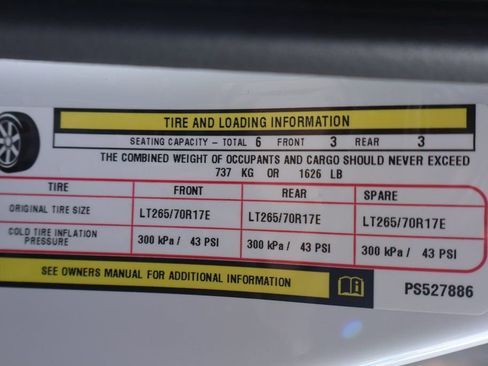 TIRE AND LOADING INFORMATION
SEATING CAPACITY – TOTAL 6 FRONT 3 REAR 3
THE COMBINED WEIGHT OF OCCUPANTS AND CARGO SHOULD NEVER EXCEED
737 KG OR 1626 LB
TIRE FRONT REAR SPARE
ORIGINAL TIRE SIZE LT265/70R17E LT265/70R17E LT265/70R17E
COLD TIRE INFLATION PRESSURE 300 kPa / 43 PSI 300 kPa / 43 PSI 300 kPa / 43 PSI
SEE OWNERS MANUAL FOR ADDITIONAL INFORMATION
PS527886